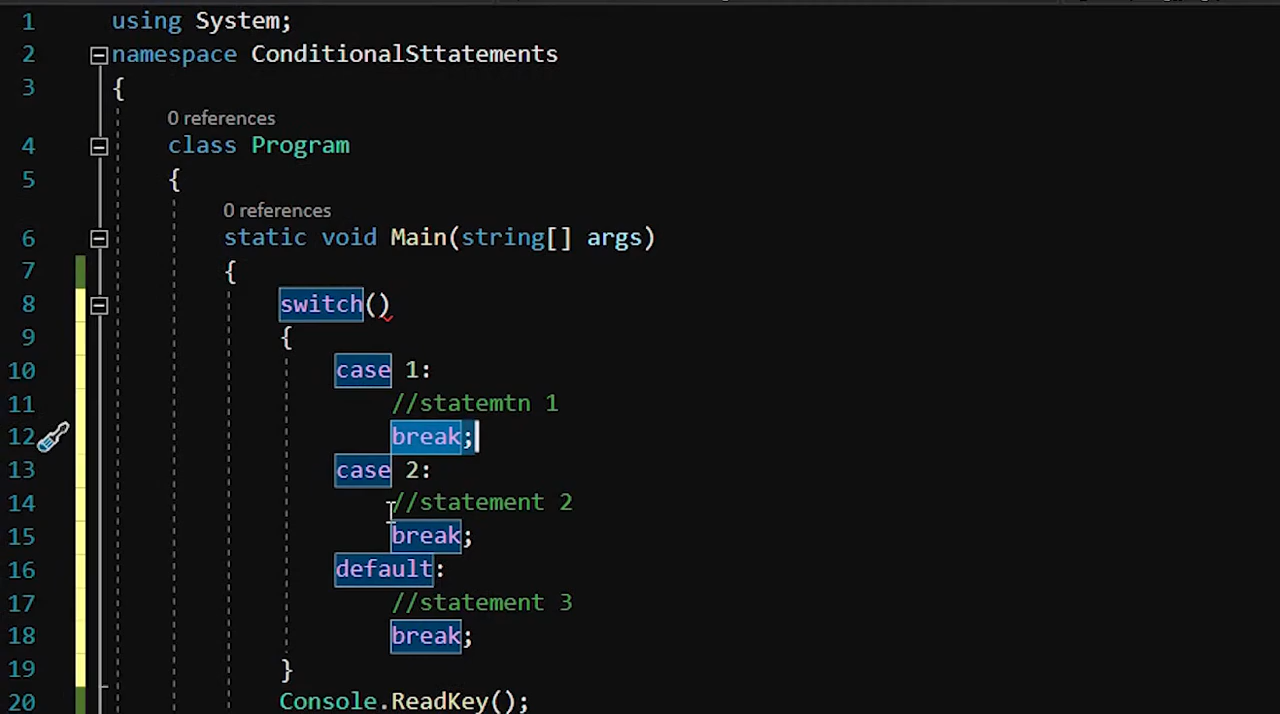 1 using System;
2 namespace ConditionalSttatements
3 {
0 references
4 class Program
5 {
0 references
6 static void Main(string[] args)
7 {
8 switch()
9 {
10 case 1:
11 //statemtn 1
12 break;
13 case 2:
14 //statement 2
15 break;
16 default:
17 //statement 3
18 break;
19 }
20 Console.ReadKey();